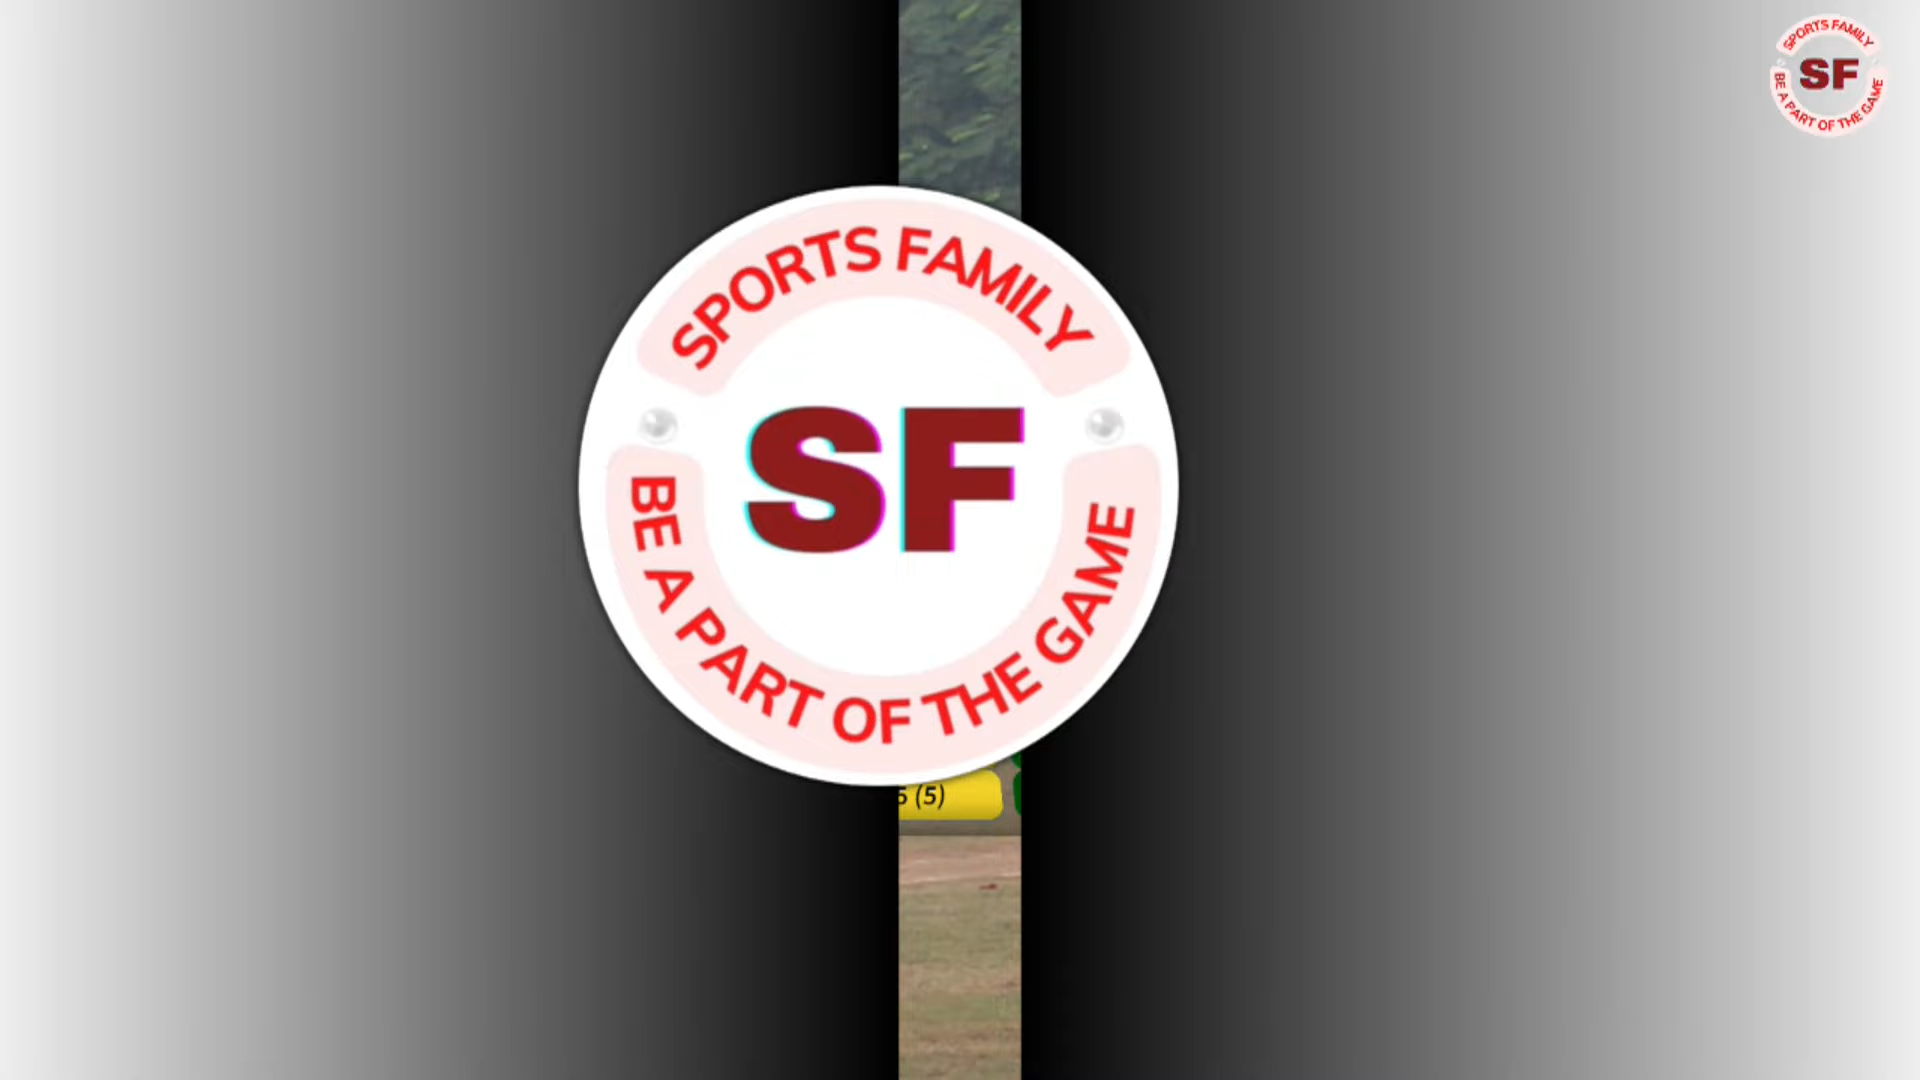 SPORTS FAMILY
SF
BE A PART OF THE GAME
SPORTS FAMILY
SF
BE A PART OF THE GAME
(5)